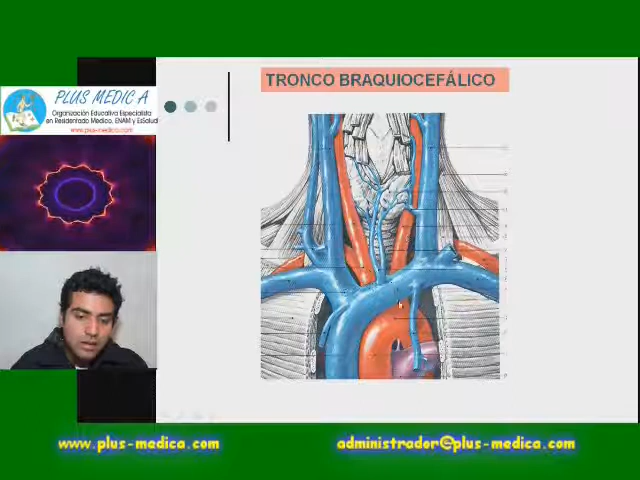 TRONCO BRAQUIOCEFÁLICO
PLUS MEDIC A
Organización Educativa Especialista
en Residentado Médico, ENAM y EsSalud
www.plus-medica.com
www.plus-medica.com
administrador@plus-medica.com